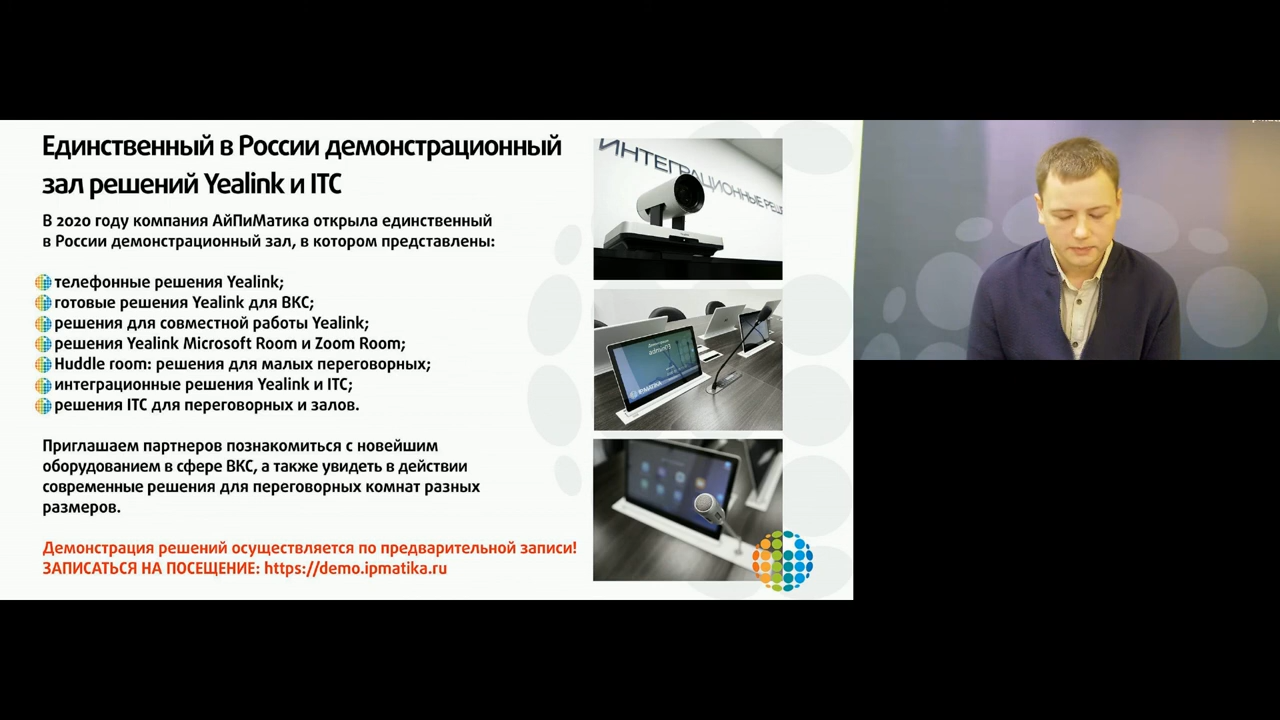 Единственный в России демонстрационный
зал решений Yealink и ITC
В 2020 году компания АйПиМатика открыла единственный
в России демонстрационный зал, в котором представлены:
телефонные решения Yealink;
готовые решения Yealink для ВКС;
решения для совместной работы Yealink;
решения Yealink Microsoft Room и Zoom Room;
Huddle room: решения для малых переговорных;
интеграционные решения Yealink и ITC;
решения ITC для переговорных и залов.
Приглашаем партнеров познакомиться с новейшим
оборудованием в сфере ВКС, а также увидеть в действии
современные решения для переговорных комнат разных
размеров.
Демонстрация решений осуществляется по предварительной записи!
ЗАПИСАТЬСЯ НА ПОСЕЩЕНИЕ: https://demo.ipmatika.ru
ИНТЕГРАЦИОННЫЕ РЕШ
admin01
IPMATIKA